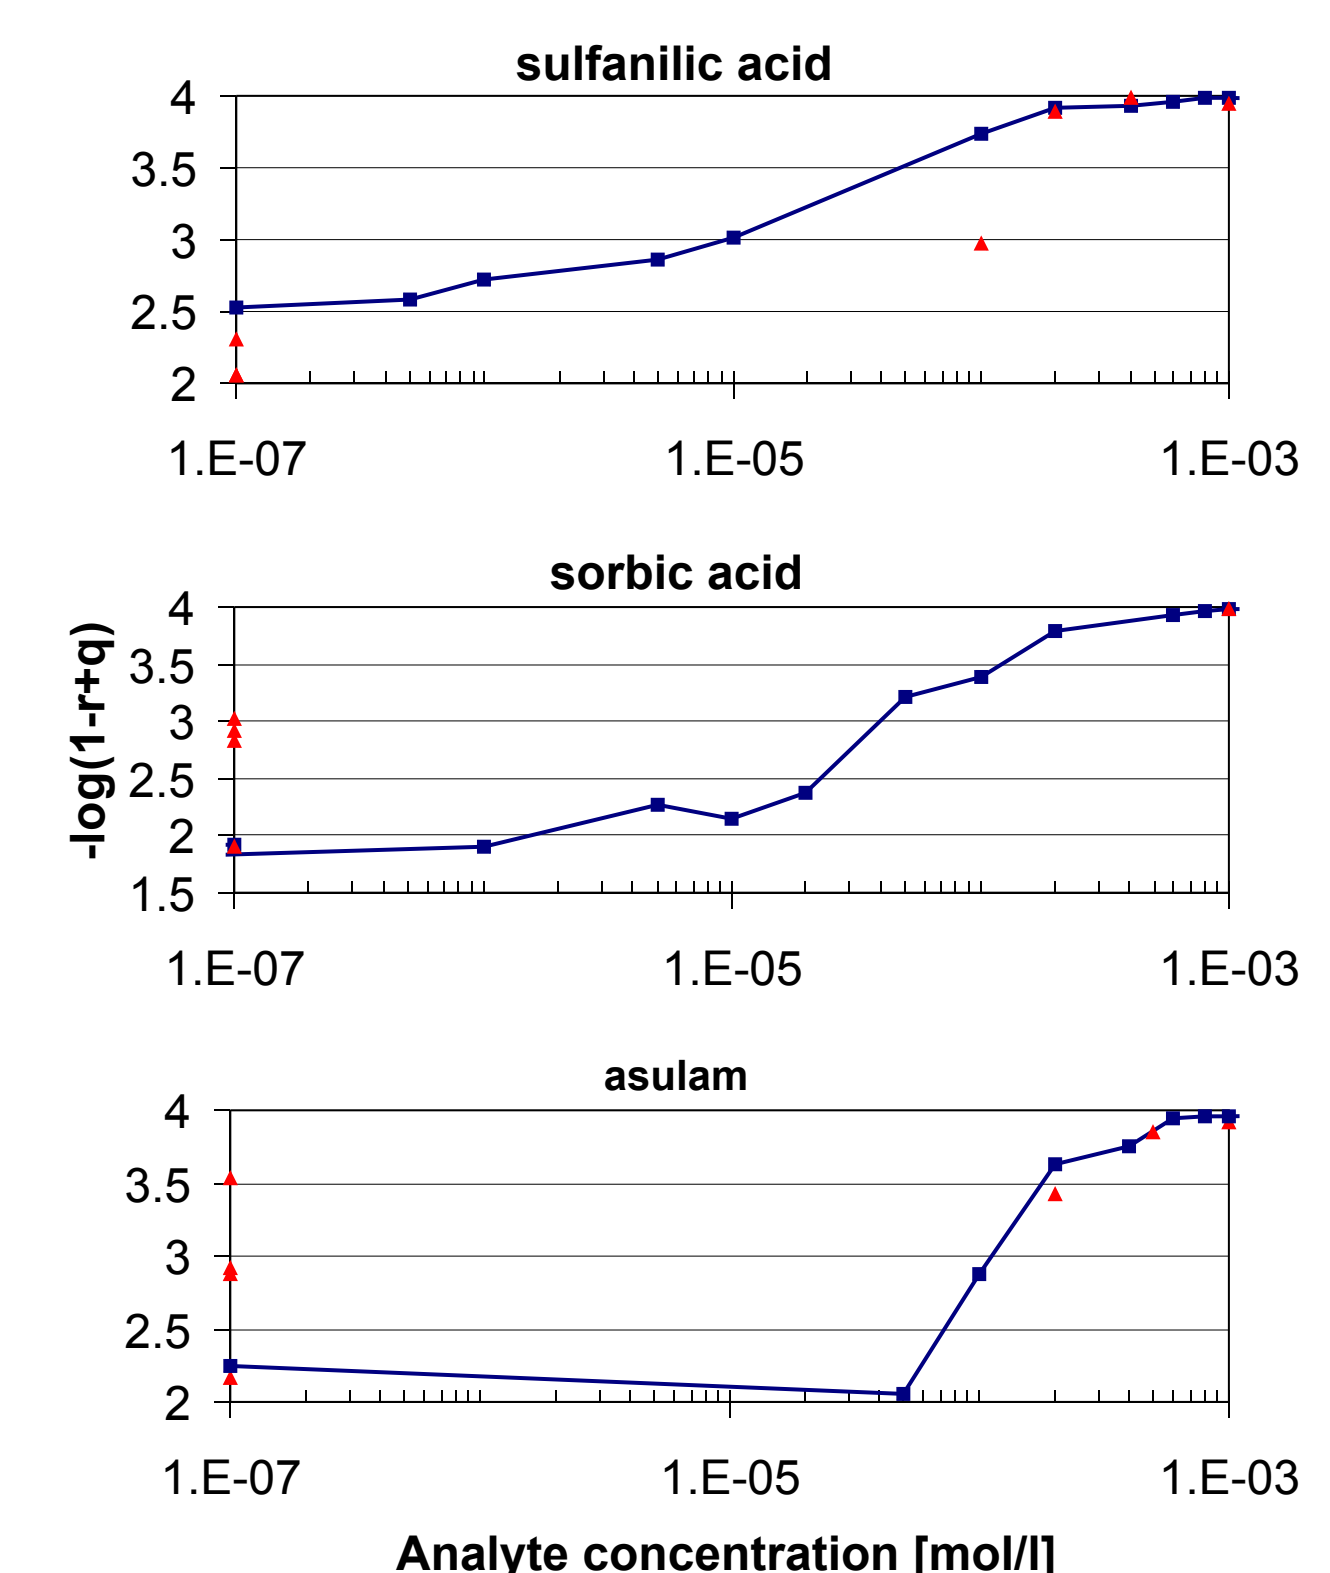 sulfanilic acid
4
3.5
3
2.5
2
1.E-07 1.E-05 1.E-03
sorbic acid
-log(1-r+q)
4
3.5
3
2.5
2
1.5
1.E-07 1.E-05 1.E-03
asulam
4
3.5
3
2.5
2
1.E-07 1.E-05 1.E-03
Analyte concentration [mol/l]